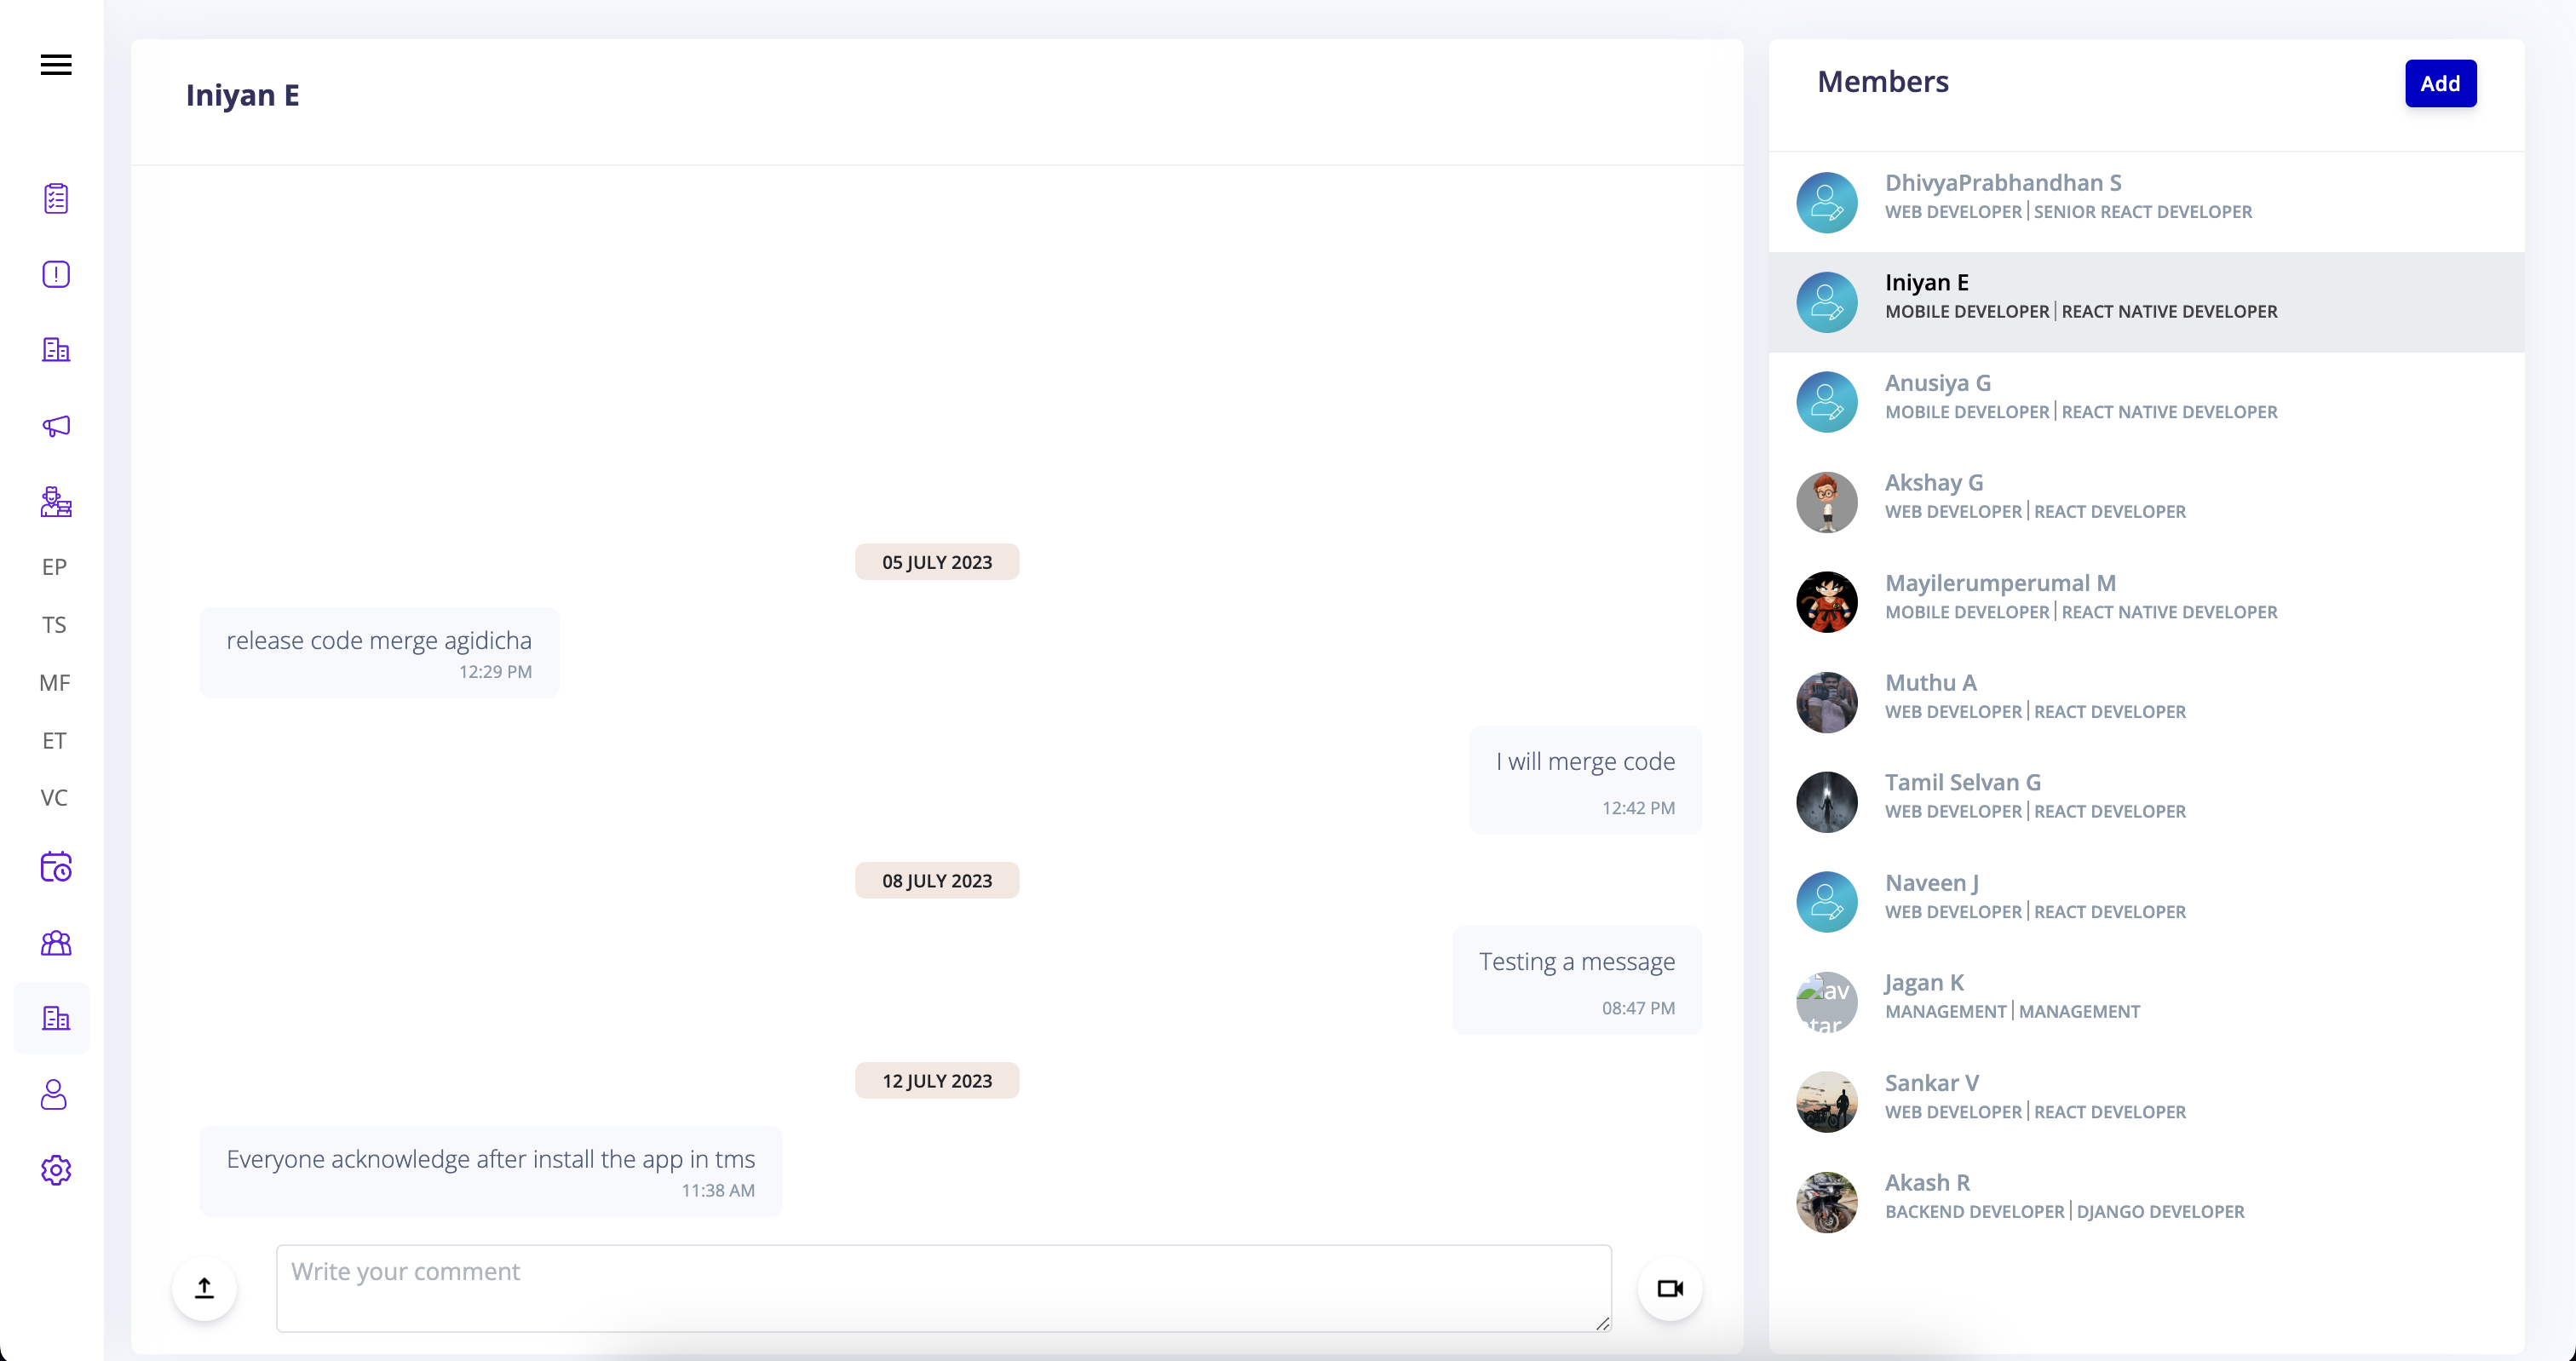 Iniyan E
EP
TS
MF
ET
VC
05 JULY 2023
release code merge agidicha
12:29 PM
I will merge code
12:42 PM
08 JULY 2023
Testing a message
08:47 PM
12 JULY 2023
Everyone acknowledge after install the app in tms
11:38 AM
Write your comment
Members
Add
DhivyaPrabhandhan S
WEB DEVELOPER | SENIOR REACT DEVELOPER
Iniyan E
MOBILE DEVELOPER | REACT NATIVE DEVELOPER
Anusiya G
MOBILE DEVELOPER | REACT NATIVE DEVELOPER
Akshay G
WEB DEVELOPER | REACT DEVELOPER
Mayilerumperumal M
MOBILE DEVELOPER | REACT NATIVE DEVELOPER
Muthu A
WEB DEVELOPER | REACT DEVELOPER
Tamil Selvan G
WEB DEVELOPER | REACT DEVELOPER
Naveen J
WEB DEVELOPER | REACT DEVELOPER
av
tar
Jagan K
MANAGEMENT | MANAGEMENT
Sankar V
WEB DEVELOPER | REACT DEVELOPER
Akash R
BACKEND DEVELOPER | DJANGO DEVELOPER